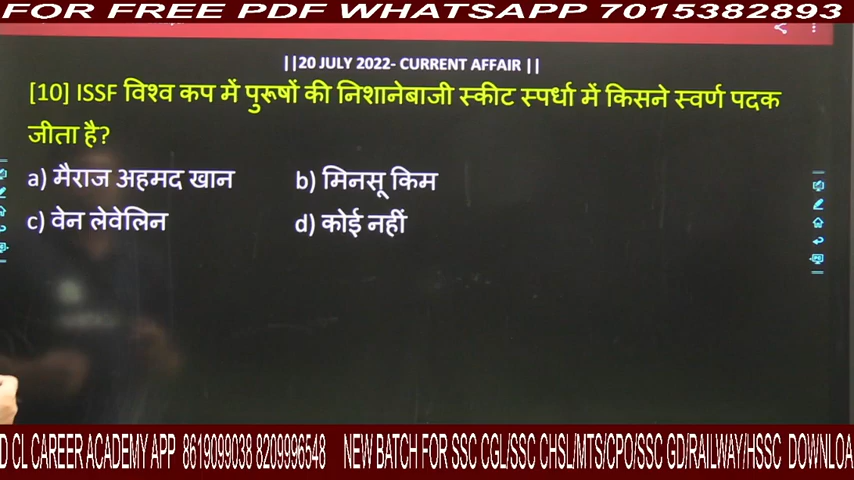 FOR FREE PDF WHATSAPP 7015382893
||20 JULY 2022- CURRENT AFFAIR ||
[10] ISSF विश्व कप में पुरूषों की निशानेबाजी स्कीट स्पर्धा में किसने स्वर्ण पदक
जीता है?
a) मैराज अहमद खान b) मिनसू किम
c) वेन लेवेलिन d) कोई नहीं
D CL CAREER ACADEMY APP 8619099038 8209996548 NEW BATCH FOR SSC CGL/SSC CHSL/MTS/CPO/SSC GD/RAILWAY/HSSC DOWNLOA